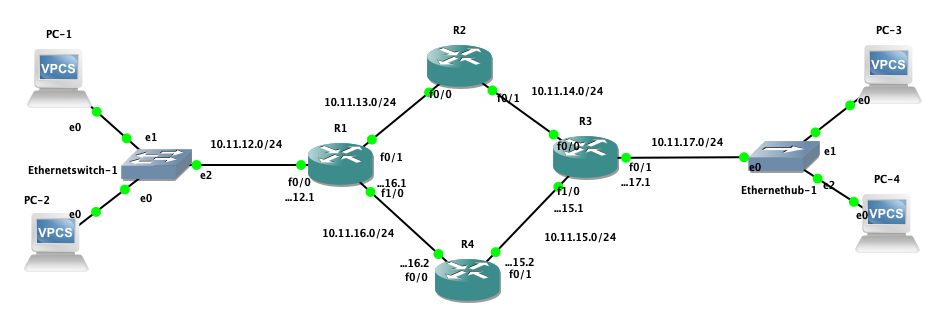 PC-1
VPCS
e0
e1
Ethernetswitch-1
PC-2
e0
VPCS
e0
e2
10.11.12.0/24
R1
f0/0
...12.1
f0/1
...16.1
f1/0
10.11.13.0/24
R2
f0/0
f0/1
10.11.14.0/24
R3
f0/0
f0/1
...17.1
f1/0
...15.1
10.11.16.0/24
R4
...16.2
f0/0
...15.2
f0/1
10.11.15.0/24
10.11.17.0/24
e0
Ethernethub-1
e1
e2
PC-3
VPCS
e0
PC-4
VPCS
e0